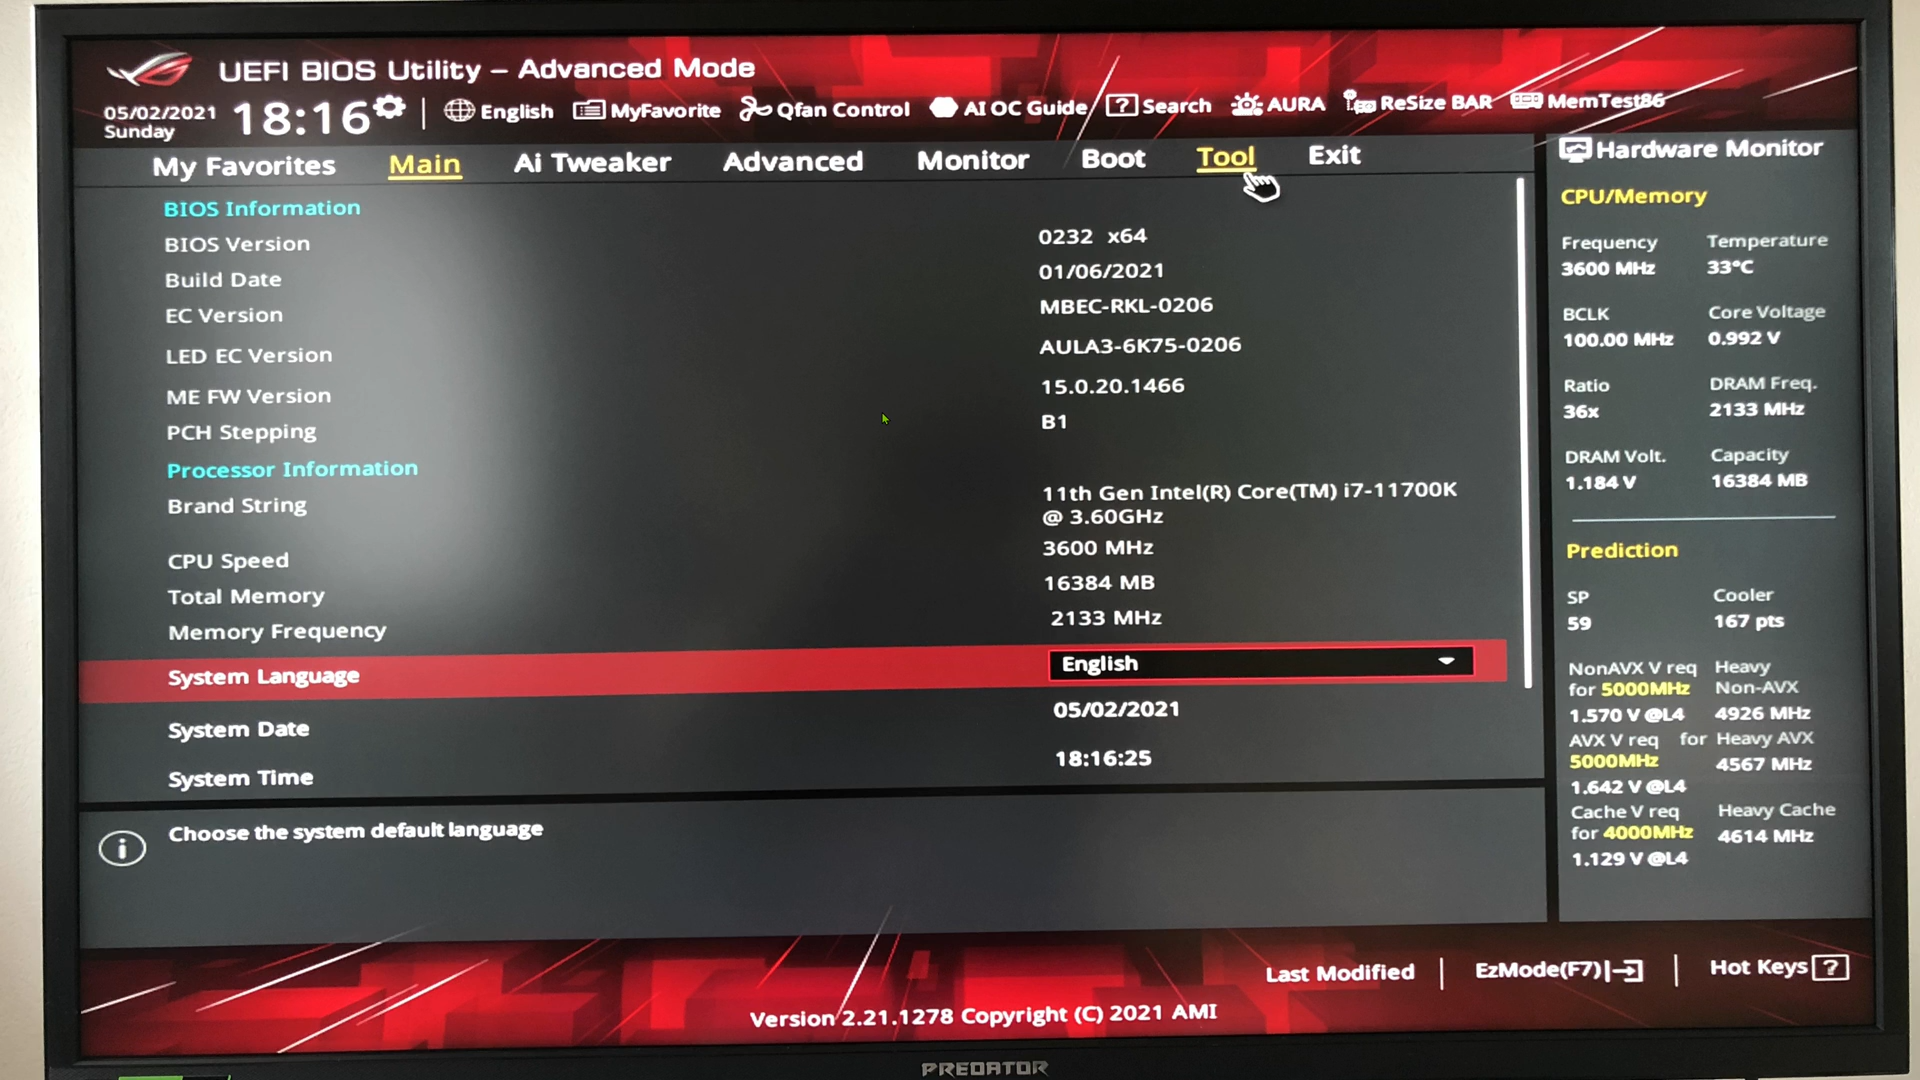 UEFI BIOS Utility – Advanced Mode
05/02/2021
Sunday
18:16
English
MyFavorite
Qfan Control
AI OC Guide
? Search
AURA
ReSize BAR
MemTest86
My Favorites
Main
Ai Tweaker
Advanced
Monitor
Boot
Tool
Exit
BIOS Information
BIOS Version 0232 x64
Build Date 01/06/2021
EC Version MBEC-RKL-0206
LED EC Version AULA3-6K75-0206
ME FW Version 15.0.20.1466
PCH Stepping B1
Processor Information
Brand String 11th Gen Intel(R) Core(TM) i7-11700K
@ 3.60GHz
CPU Speed 3600 MHz
Total Memory 16384 MB
Memory Frequency 2133 MHz
System Language English
System Date 05/02/2021
System Time 18:16:25
i Choose the system default language
Hardware Monitor
CPU/Memory
Frequency Temperature
3600 MHz 33°C
BCLK Core Voltage
100.00 MHz 0.992 V
Ratio DRAM Freq.
36x 2133 MHz
DRAM Volt. Capacity
1.184 V 16384 MB
Prediction
SP Cooler
59 167 pts
NonAVX V req Heavy
for 5000MHz Non-AVX
1.570 V @L4 4926 MHz
AVX V req for Heavy AVX
5000MHz 4567 MHz
1.642 V @L4
Cache V req Heavy Cache
for 4000MHz 4614 MHz
1.129 V @L4
Last Modified
EzMode(F7)
Hot Keys ?
Version 2.21.1278 Copyright (C) 2021 AMI
PREDATOR